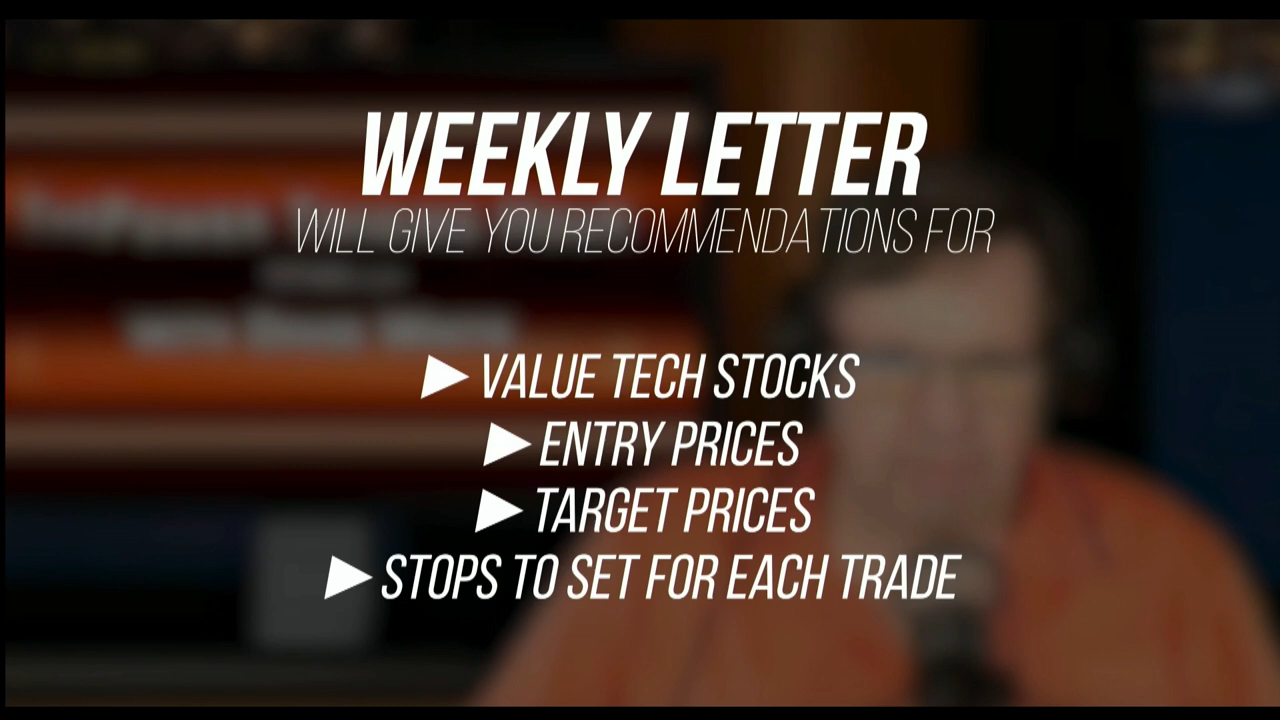 WEEKLY LETTER
WILL GIVE YOU RECOMMENDATIONS FOR
▶ VALUE TECH STOCKS
▶ ENTRY PRICES
▶ TARGET PRICES
▶ STOPS TO SET FOR EACH TRADE